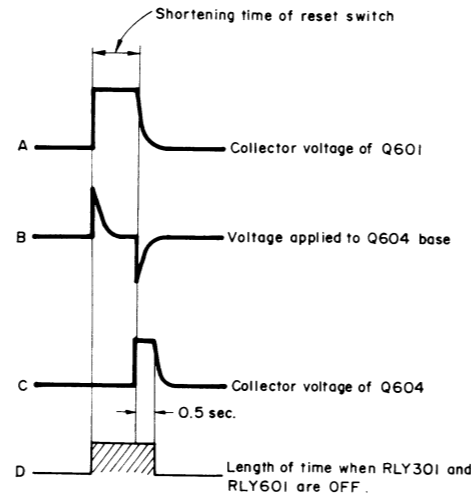 Shortening time of reset switch
A
Collector voltage of Q601
B
Voltage applied to Q604 base
C
Collector voltage of Q604
0.5 sec.
D
Length of time when RLY301 and
RLY601 are OFF.